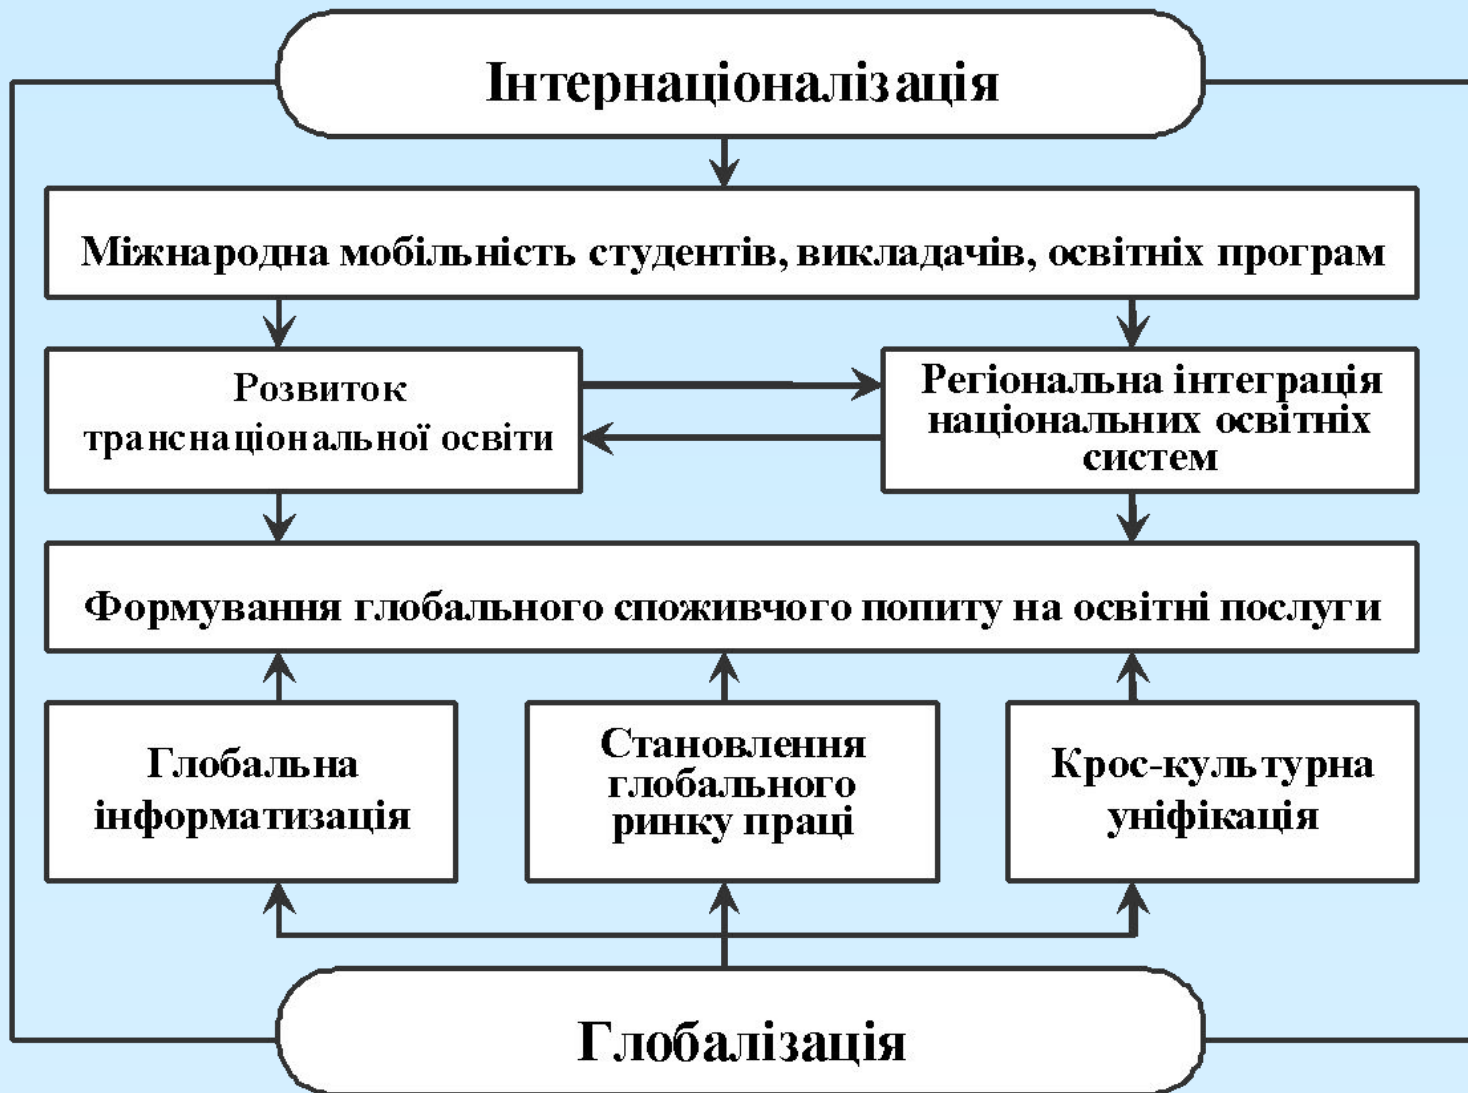 Інтернаціоналізація
Міжнародна мобільність студентів, викладачів, освітніх програм
Розвиток
транснаціональної освіти
Регіональна інтеграція
національних освітніх
систем
Формування глобального споживчого попиту на освітні послуги
Глобальна
інформатизація
Становлення
глобального
ринку праці
Крос-культурна
уніфікація
Глобалізація